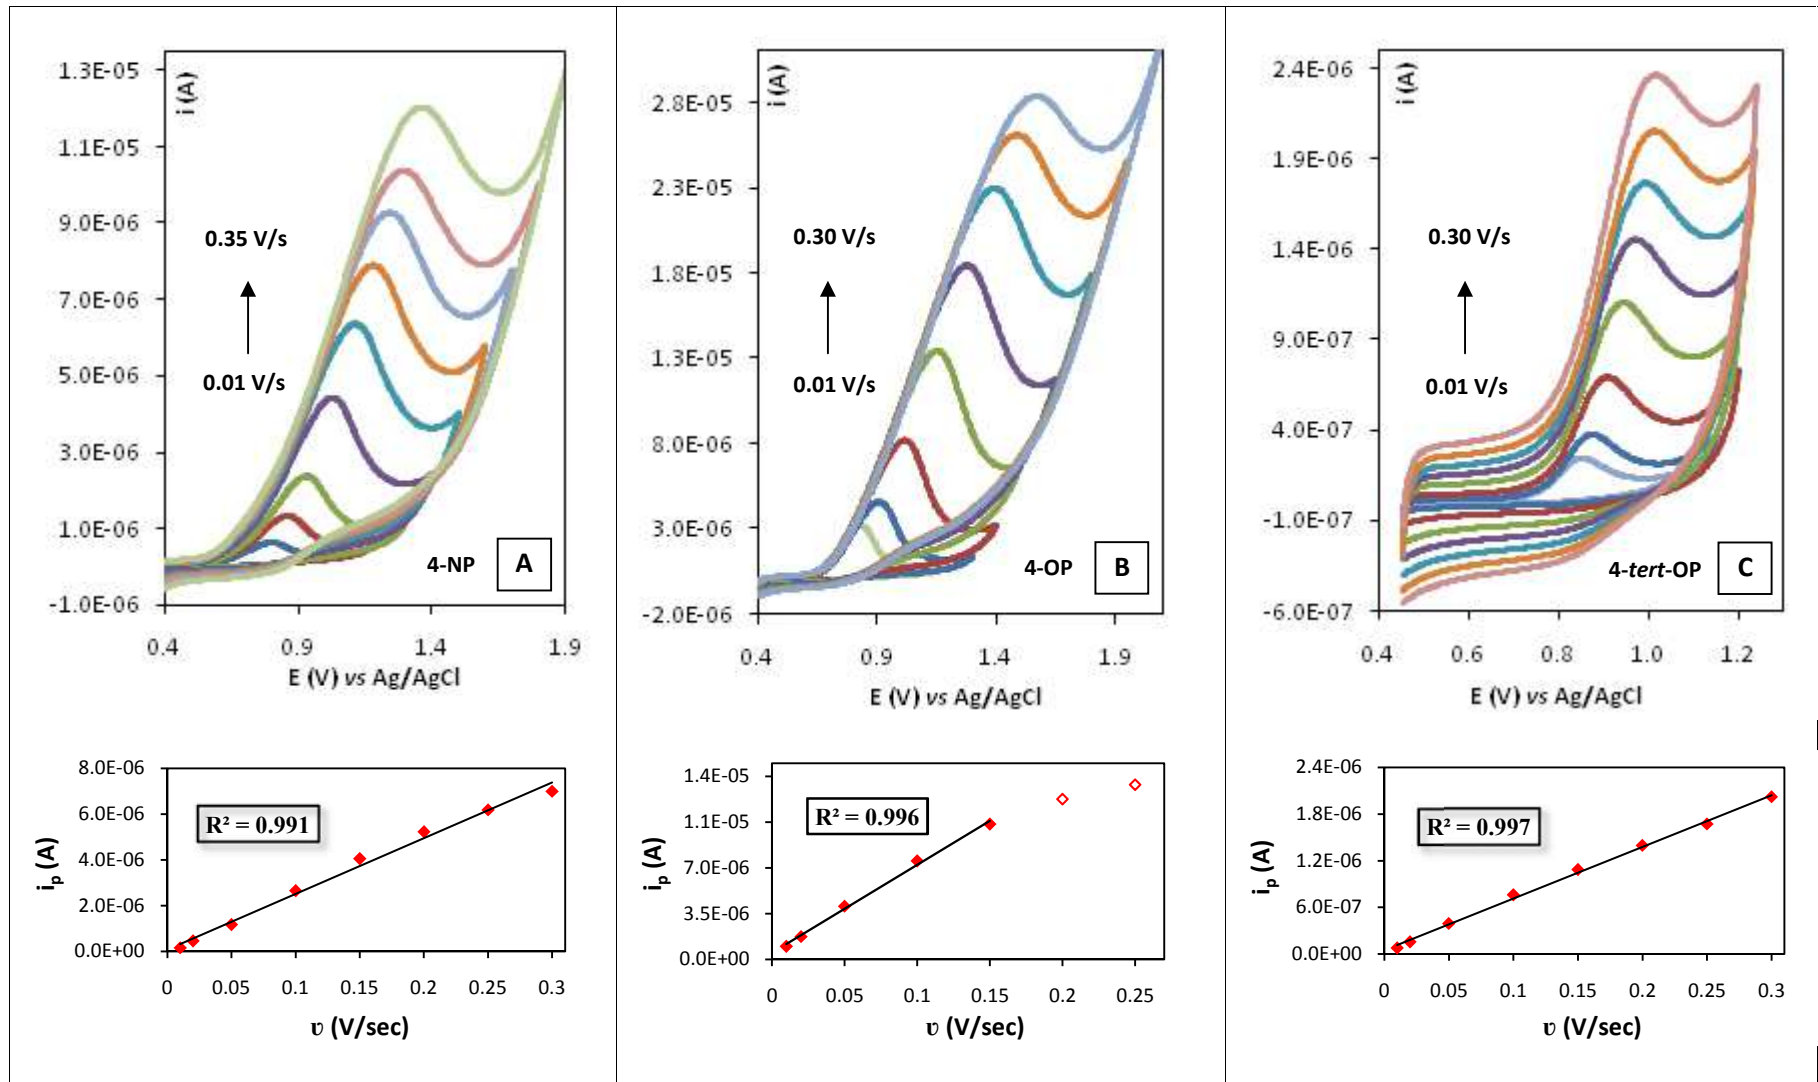 i (A)
1.3E-05
1.1E-05
9.0E-06
7.0E-06
5.0E-06
3.0E-06
1.0E-06
-1.0E-06
0.35 V/s
0.01 V/s
4-NP
A
0.4
0.9
1.4
1.9
E (V) vs Ag/AgCl
i (A)
2.8E-05
2.3E-05
1.8E-05
1.3E-05
8.0E-06
3.0E-06
-2.0E-06
0.30 V/s
0.01 V/s
4-OP
B
0.4
0.9
1.4
1.9
E (V) vs Ag/AgCl
i (A)
2.4E-06
1.9E-06
1.4E-06
9.0E-07
4.0E-07
-1.0E-07
-6.0E-07
0.30 V/s
0.01 V/s
4-tert-OP
C
0.4
0.6
0.8
1.0
1.2
E (V) vs Ag/AgCl
8.0E-06
6.0E-06
4.0E-06
2.0E-06
0.0E+00
iₚ (A)
R² = 0.991
0
0.05
0.1
0.15
0.2
0.25
0.3
υ (V/sec)
1.4E-05
1.1E-05
7.0E-06
3.5E-06
0.0E+00
iₚ (A)
R² = 0.996
0
0.05
0.1
0.15
0.2
0.25
υ (V/sec)
2.4E-06
1.8E-06
1.2E-06
6.0E-07
0.0E+00
iₚ (A)
R² = 0.997
0
0.05
0.1
0.15
0.2
0.25
0.3
υ (V/sec)